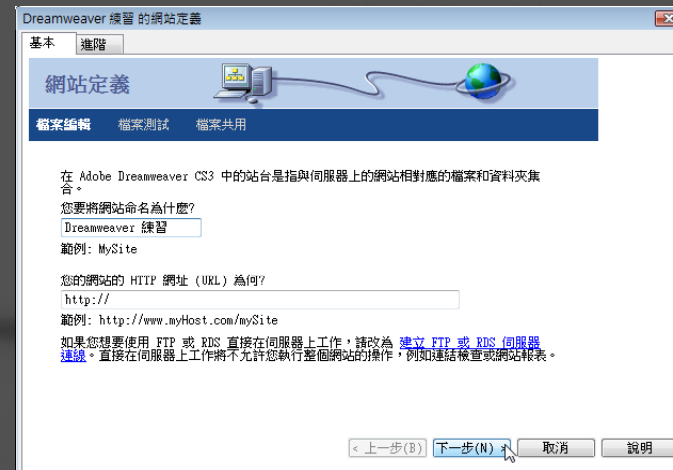 Dreamweaver 練習 的網站定義
基本 進階
網站定義
檔案編輯 檔案測試 檔案共用
在 Adobe Dreamweaver CS3 中的站台是指與伺服器上的網站相對應的檔案和資料夾集
合。
您要將網站命名為什麼?
Dreamweaver 練習
範例: MySite
您的網站的 HTTP 網址 (URL) 為何?
http://
範例: http://www.myHost.com/mySite
如果您想要使用 FTP 或 RDS 直接在伺服器上工作，請改為 建立 FTP 或 RDS 伺服器
連線。直接在伺服器上工作將不允許您執行整個網站的操作，例如連結檢查或網站報表。
< 上一步(B) 下一步(N) > 取消 說明